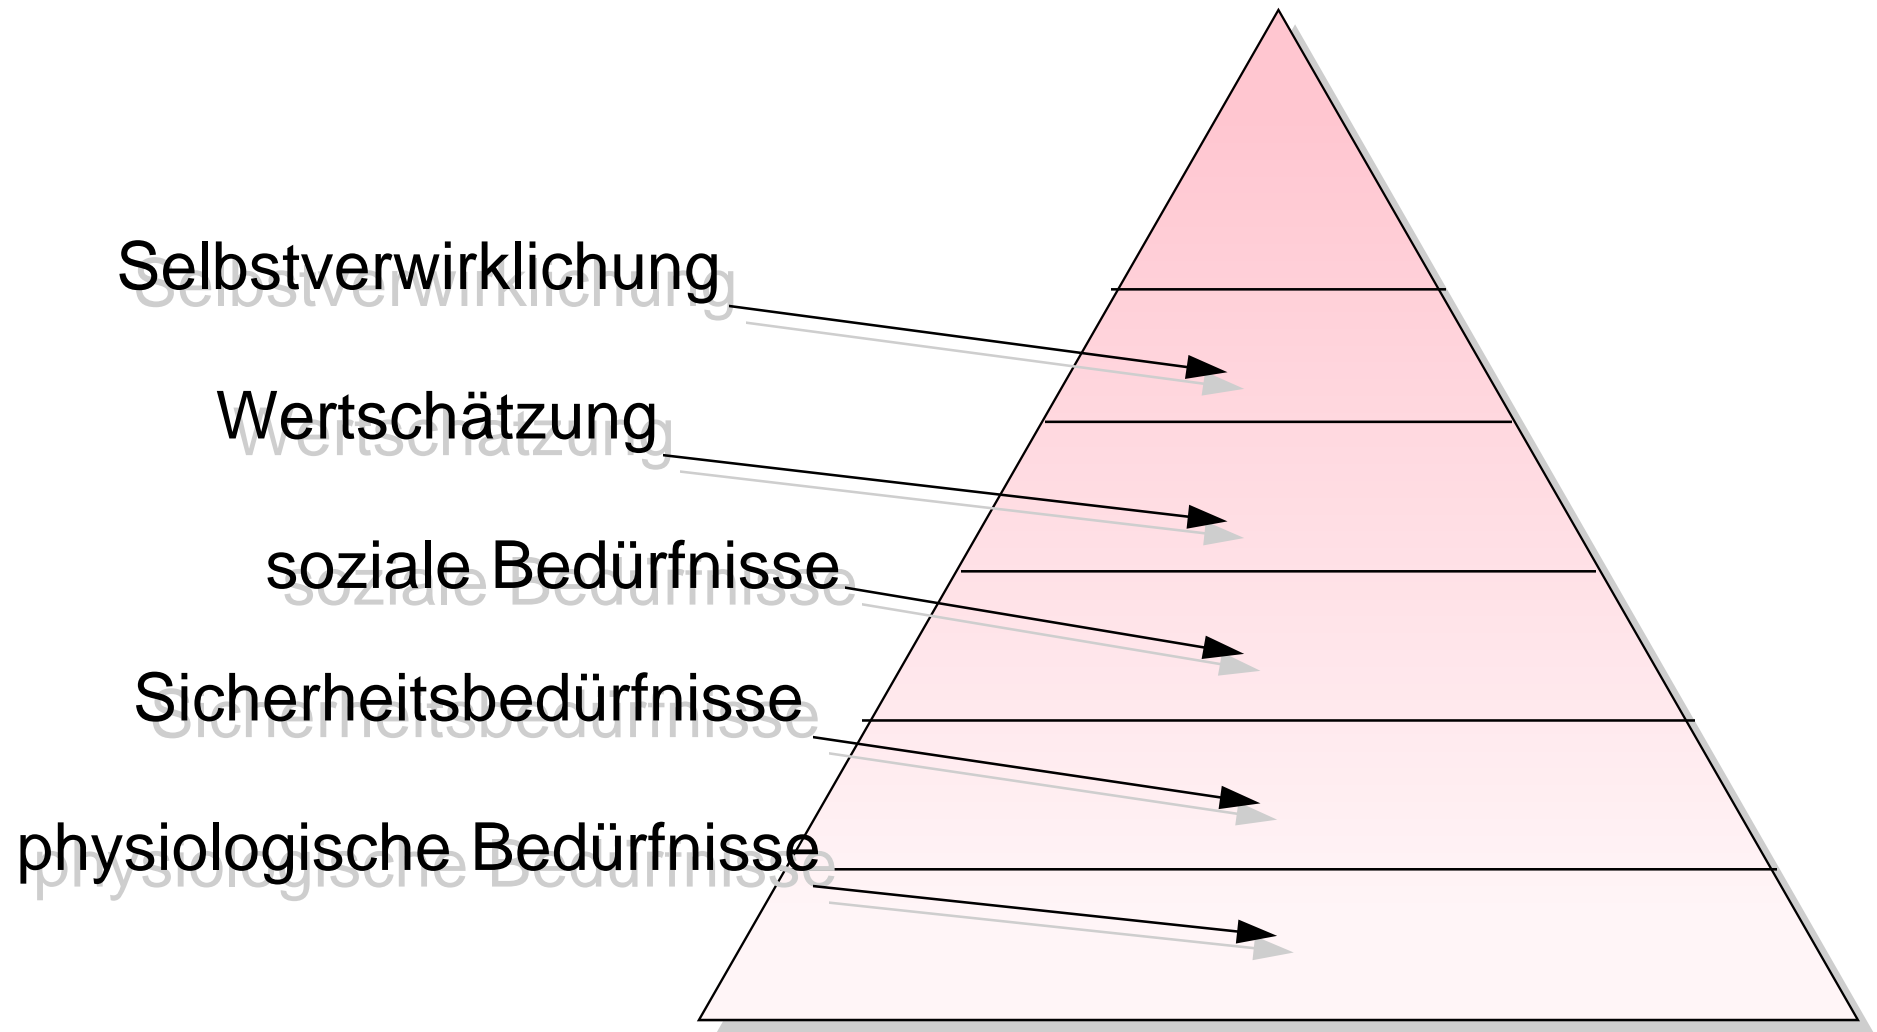 Selbstverwirklichung
Wertschätzung
soziale Bedürfnisse
Sicherheitsbedürfnisse
physiologische Bedürfnisse